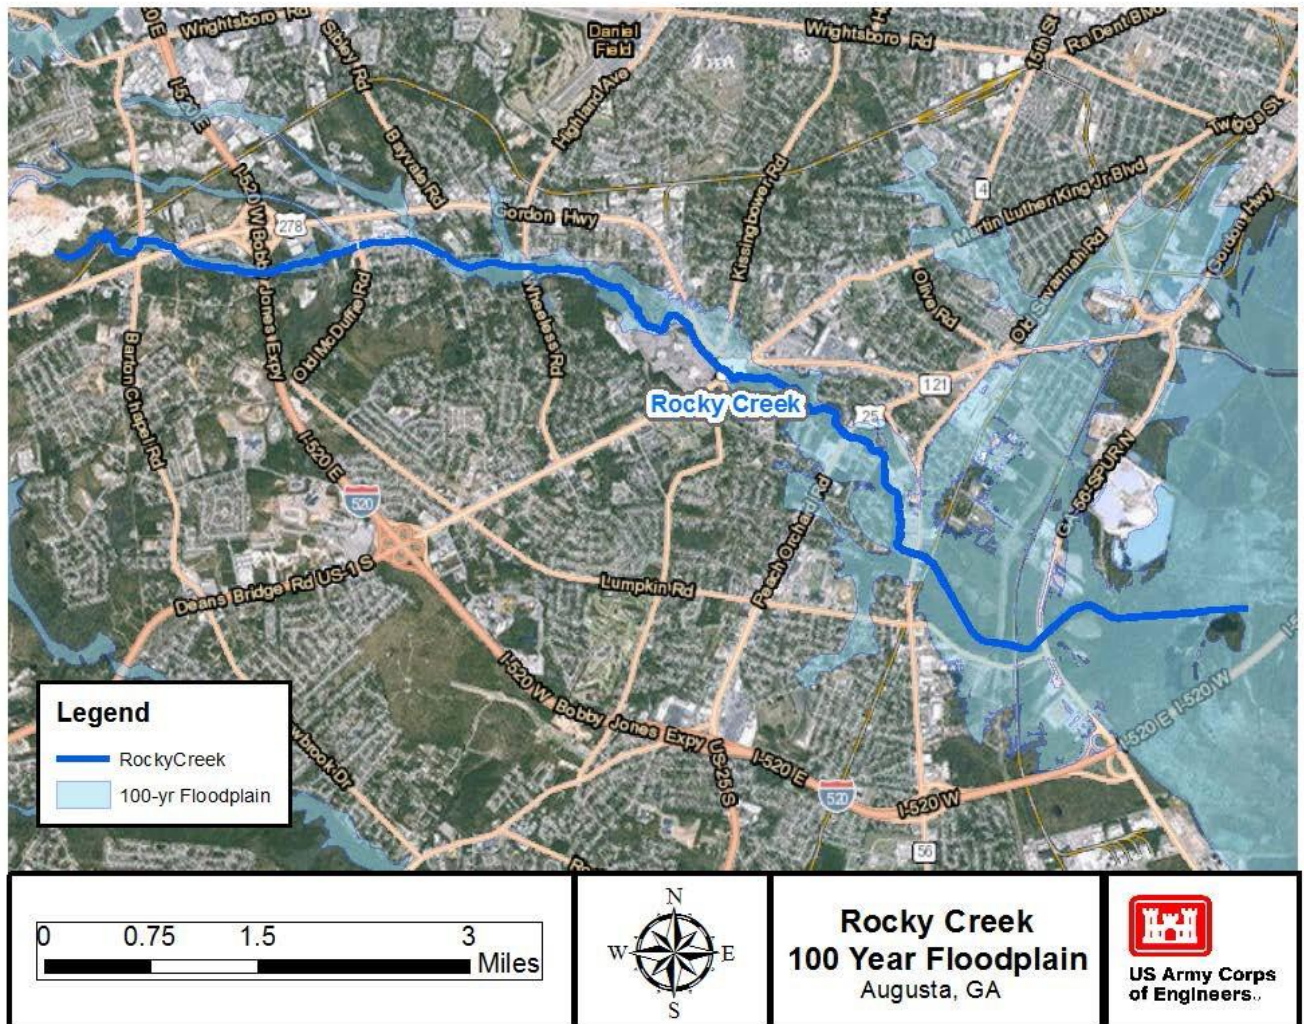 Wrightsboro Rd
Sibley Rd
Daniel
Field
Wrightsboro Rd
15th St
Ra Dent Blvd
I-520 E
Highland Ave
Twiggs St
Bayvale Rd
I-520 W Bobby Jones Expy
278
Gordon Hwy
Kissingbower Rd
4
Martin Luther King Jr Blvd
Gordon Hwy
Old Savannah Rd
Olive Rd
Old McDuffie Rd
Wheeless Rd
Barton Chapel Rd
121
Rocky Creek
25
I-520 E
520
GA-56-SPUR N
Peach Orchard Rd
Deans Bridge Rd US-1 S
Lumpkin Rd
I-520 W Bobby Jones Expy
US-25 S
I-520 E
520
I-520 W
I-520 E I-520 W
56
Legend
RockyCreek
100-yr Floodplain
0 0.75 1.5 3
Miles
N
W E
S
Rocky Creek
100 Year Floodplain
Augusta, GA
US Army Corps
of Engineers